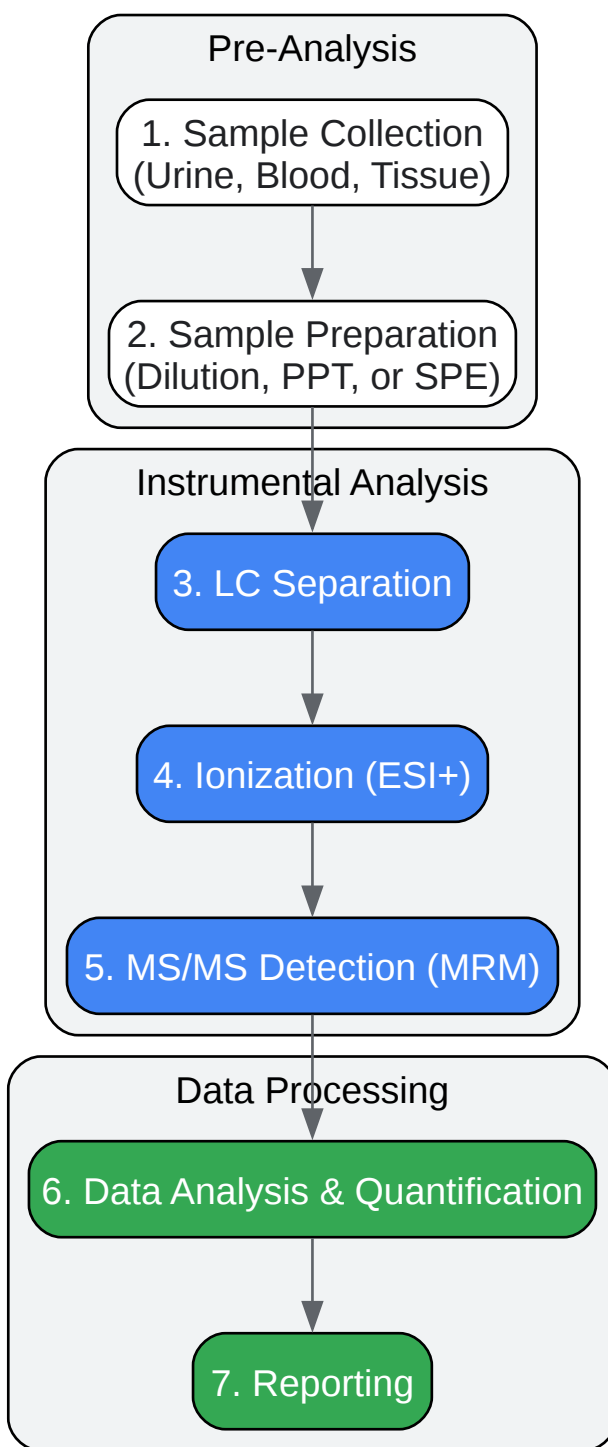 Pre-Analysis
1. Sample Collection
(Urine, Blood, Tissue)
2. Sample Preparation
(Dilution, PPT, or SPE)
Instrumental Analysis
3. LC Separation
4. Ionization (ESI+)
5. MS/MS Detection (MRM)
Data Processing
6. Data Analysis & Quantification
7. Reporting